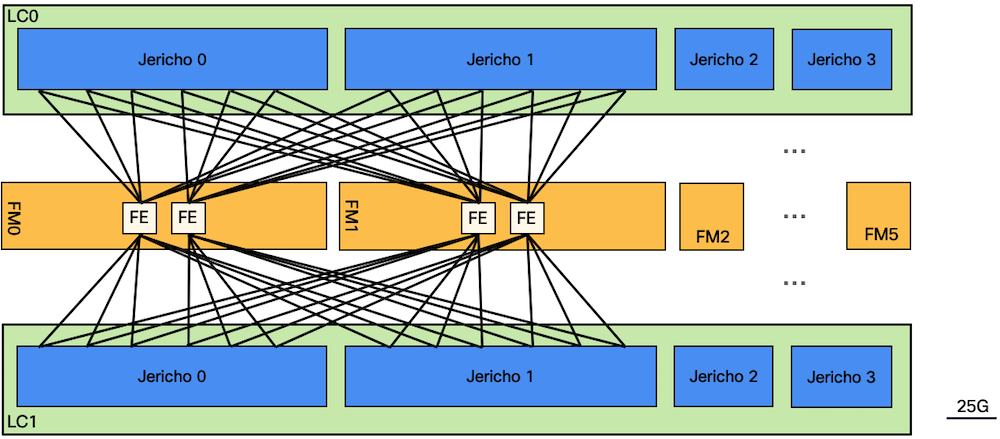 LC0
Jericho 0
Jericho 1
Jericho 2
Jericho 3
...
FM0
FE
FE
FM1
FE
FE
FM2
...
FM5
...
Jericho 0
Jericho 1
Jericho 2
Jericho 3
LC1
25G